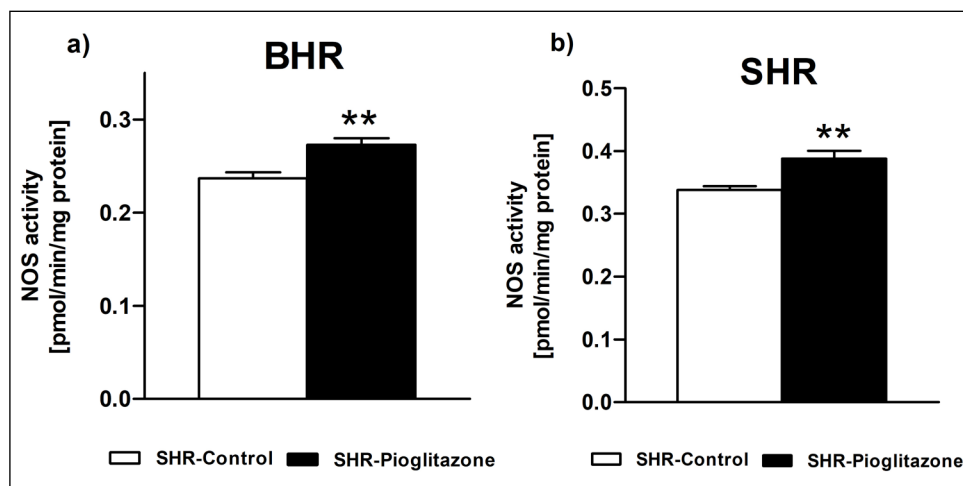 a)
BHR
NOS activity
[pmol/min/mg protein]
0.3
0.2
0.1
0.0
**
SHR-Control
SHR-Pioglitazone
b)
SHR
NOS activity
[pmol/min/mg protein]
0.5
0.4
0.3
0.2
0.1
0.0
**
SHR-Control
SHR-Pioglitazone